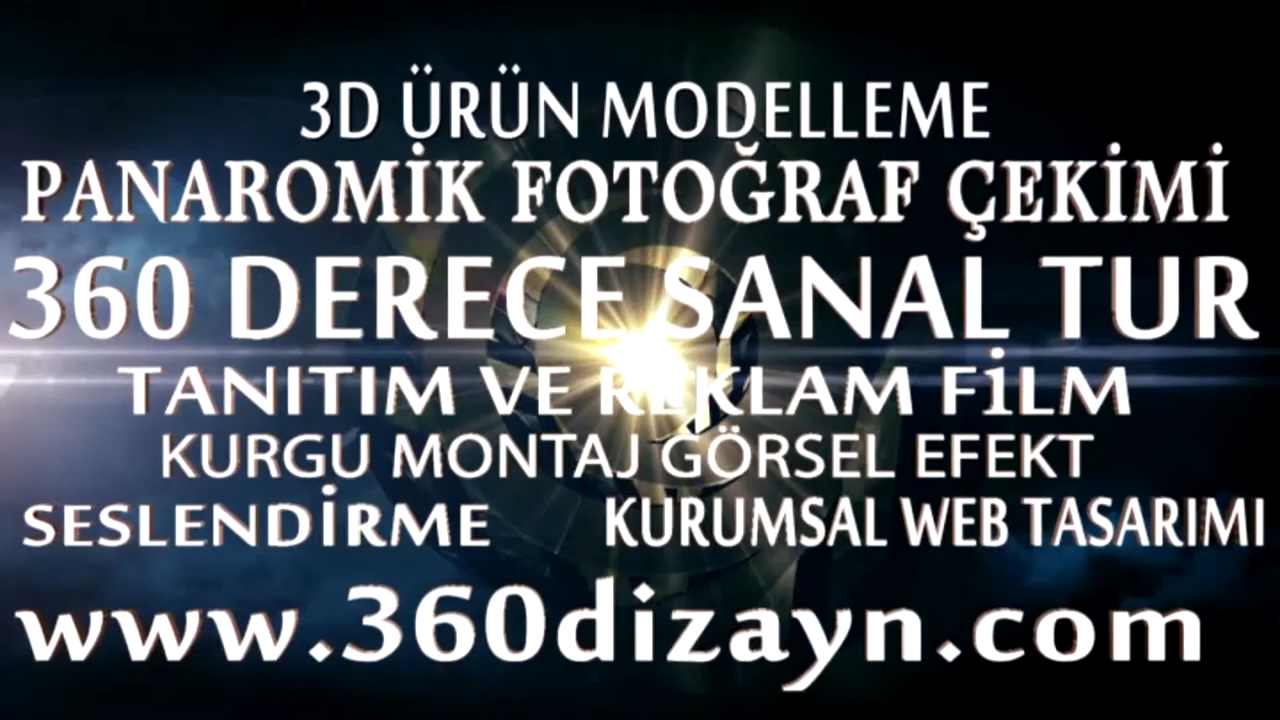 3D ÜRÜN MODELLEME
PANAROMİK FOTOĞRAF ÇEKİMİ
360 DERECE SANAL TUR
TANITIM VE REKLAM FİLM
KURGU MONTAJ GÖRSEL EFEKT
SESLENDİRME KURUMSAL WEB TASARIMI
www.360dizayn.com